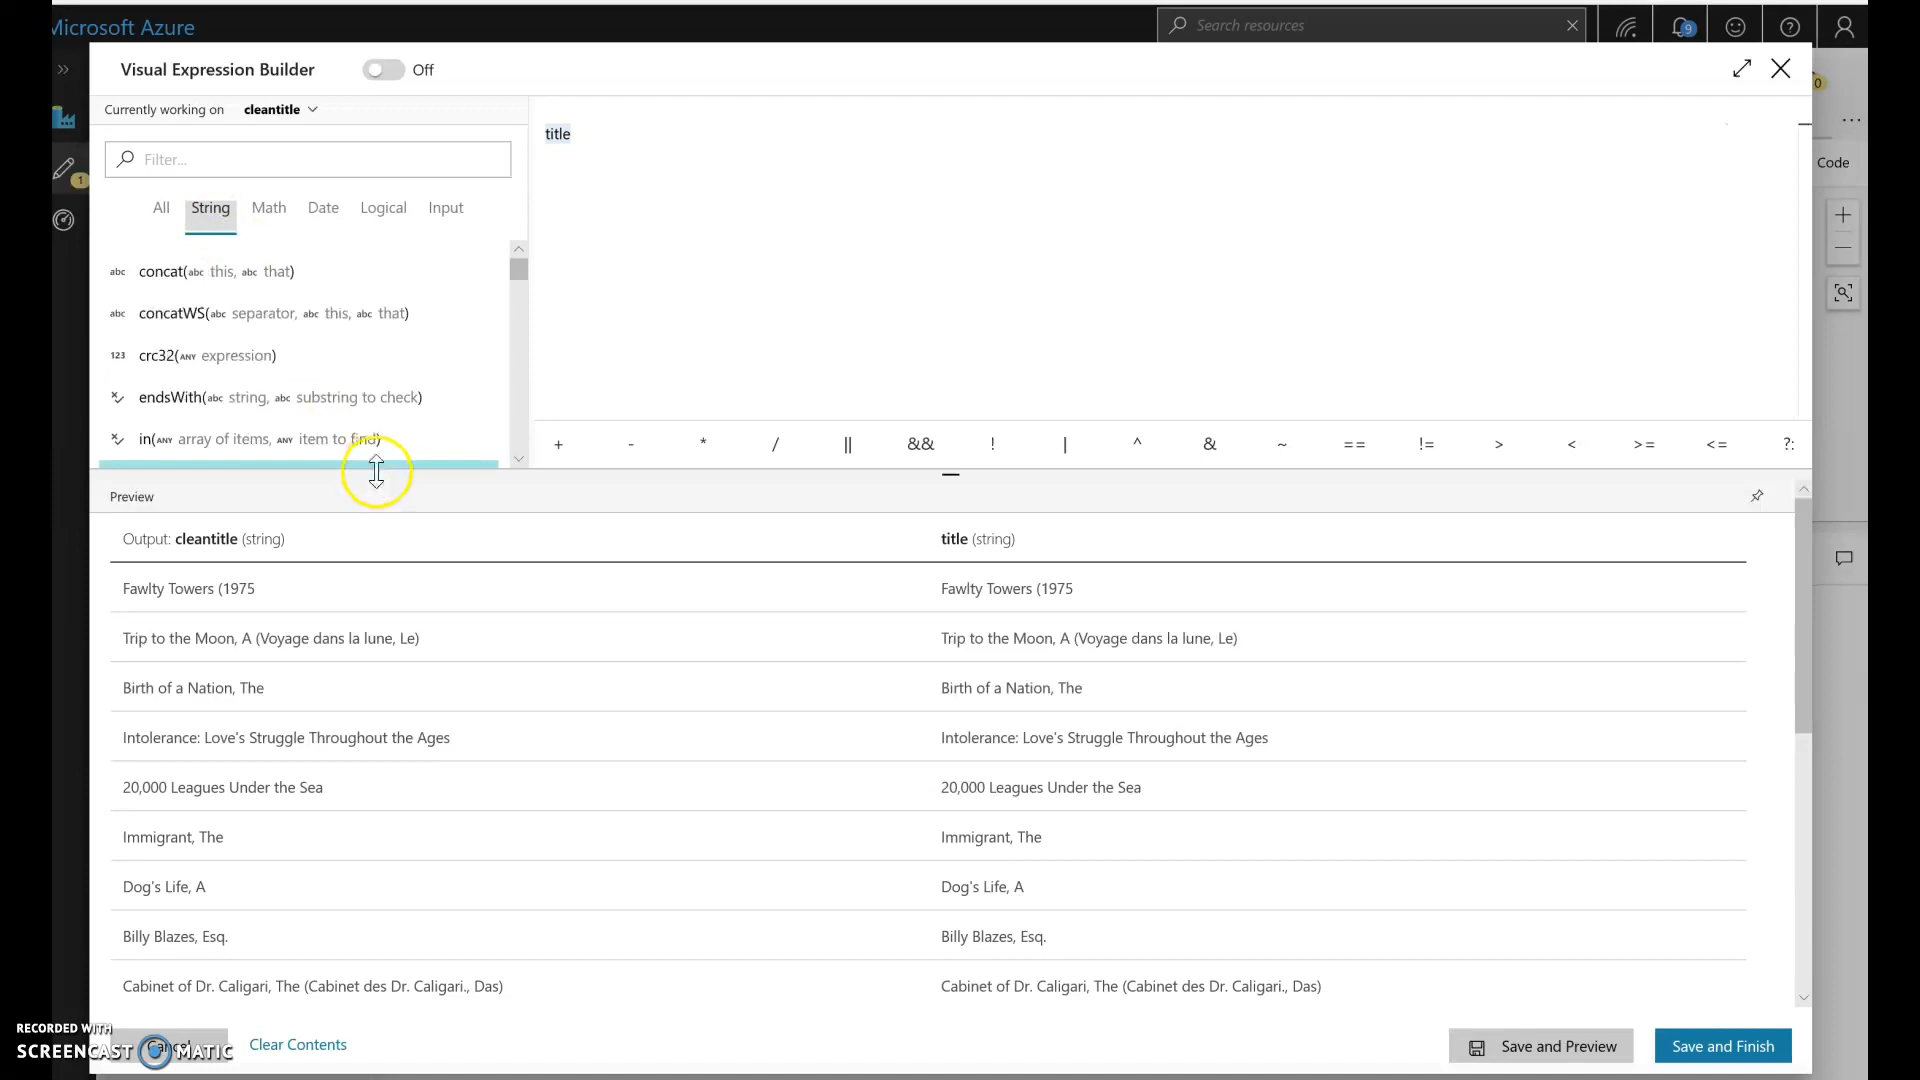 Microsoft Azure
Search resources
9
Visual Expression Builder
Off
0
Currently working on cleantitle
Filter...
title
Code
1
All String Math Date Logical Input
abc concat(abc this, abc that)
abc concatWS(abc separator, abc this, abc that)
123 crc32(ANY expression)
endsWith(abc string, abc substring to check)
in(ANY array of items, ANY item to find)
+ - * / || && ! | ^ & ~ == != > < >= <= ?:
Preview
Output: cleantitle (string) title (string)
Fawlty Towers (1975 Fawlty Towers (1975
Trip to the Moon, A (Voyage dans la lune, Le) Trip to the Moon, A (Voyage dans la lune, Le)
Birth of a Nation, The Birth of a Nation, The
Intolerance: Love's Struggle Throughout the Ages Intolerance: Love's Struggle Throughout the Ages
20,000 Leagues Under the Sea 20,000 Leagues Under the Sea
Immigrant, The Immigrant, The
Dog's Life, A Dog's Life, A
Billy Blazes, Esq. Billy Blazes, Esq.
Cabinet of Dr. Caligari, The (Cabinet des Dr. Caligari., Das) Cabinet of Dr. Caligari, The (Cabinet des Dr. Caligari., Das)
RECORDED WITH
SCREENCAST MATIC
Cancel Clear Contents Save and Preview Save and Finish